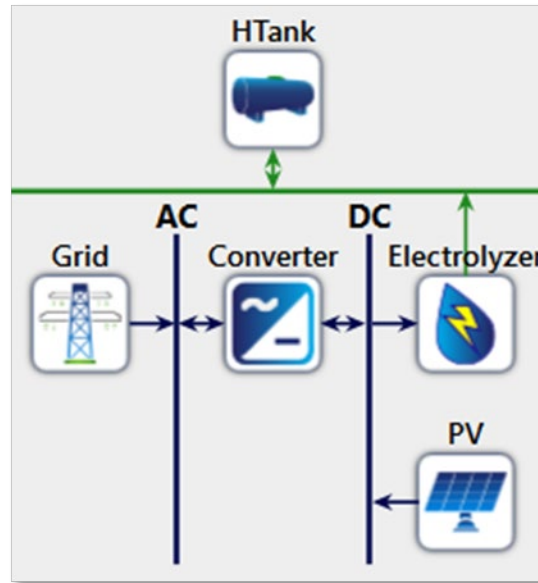 HTank
AC
DC
Grid
Converter
Electrolyzer
PV